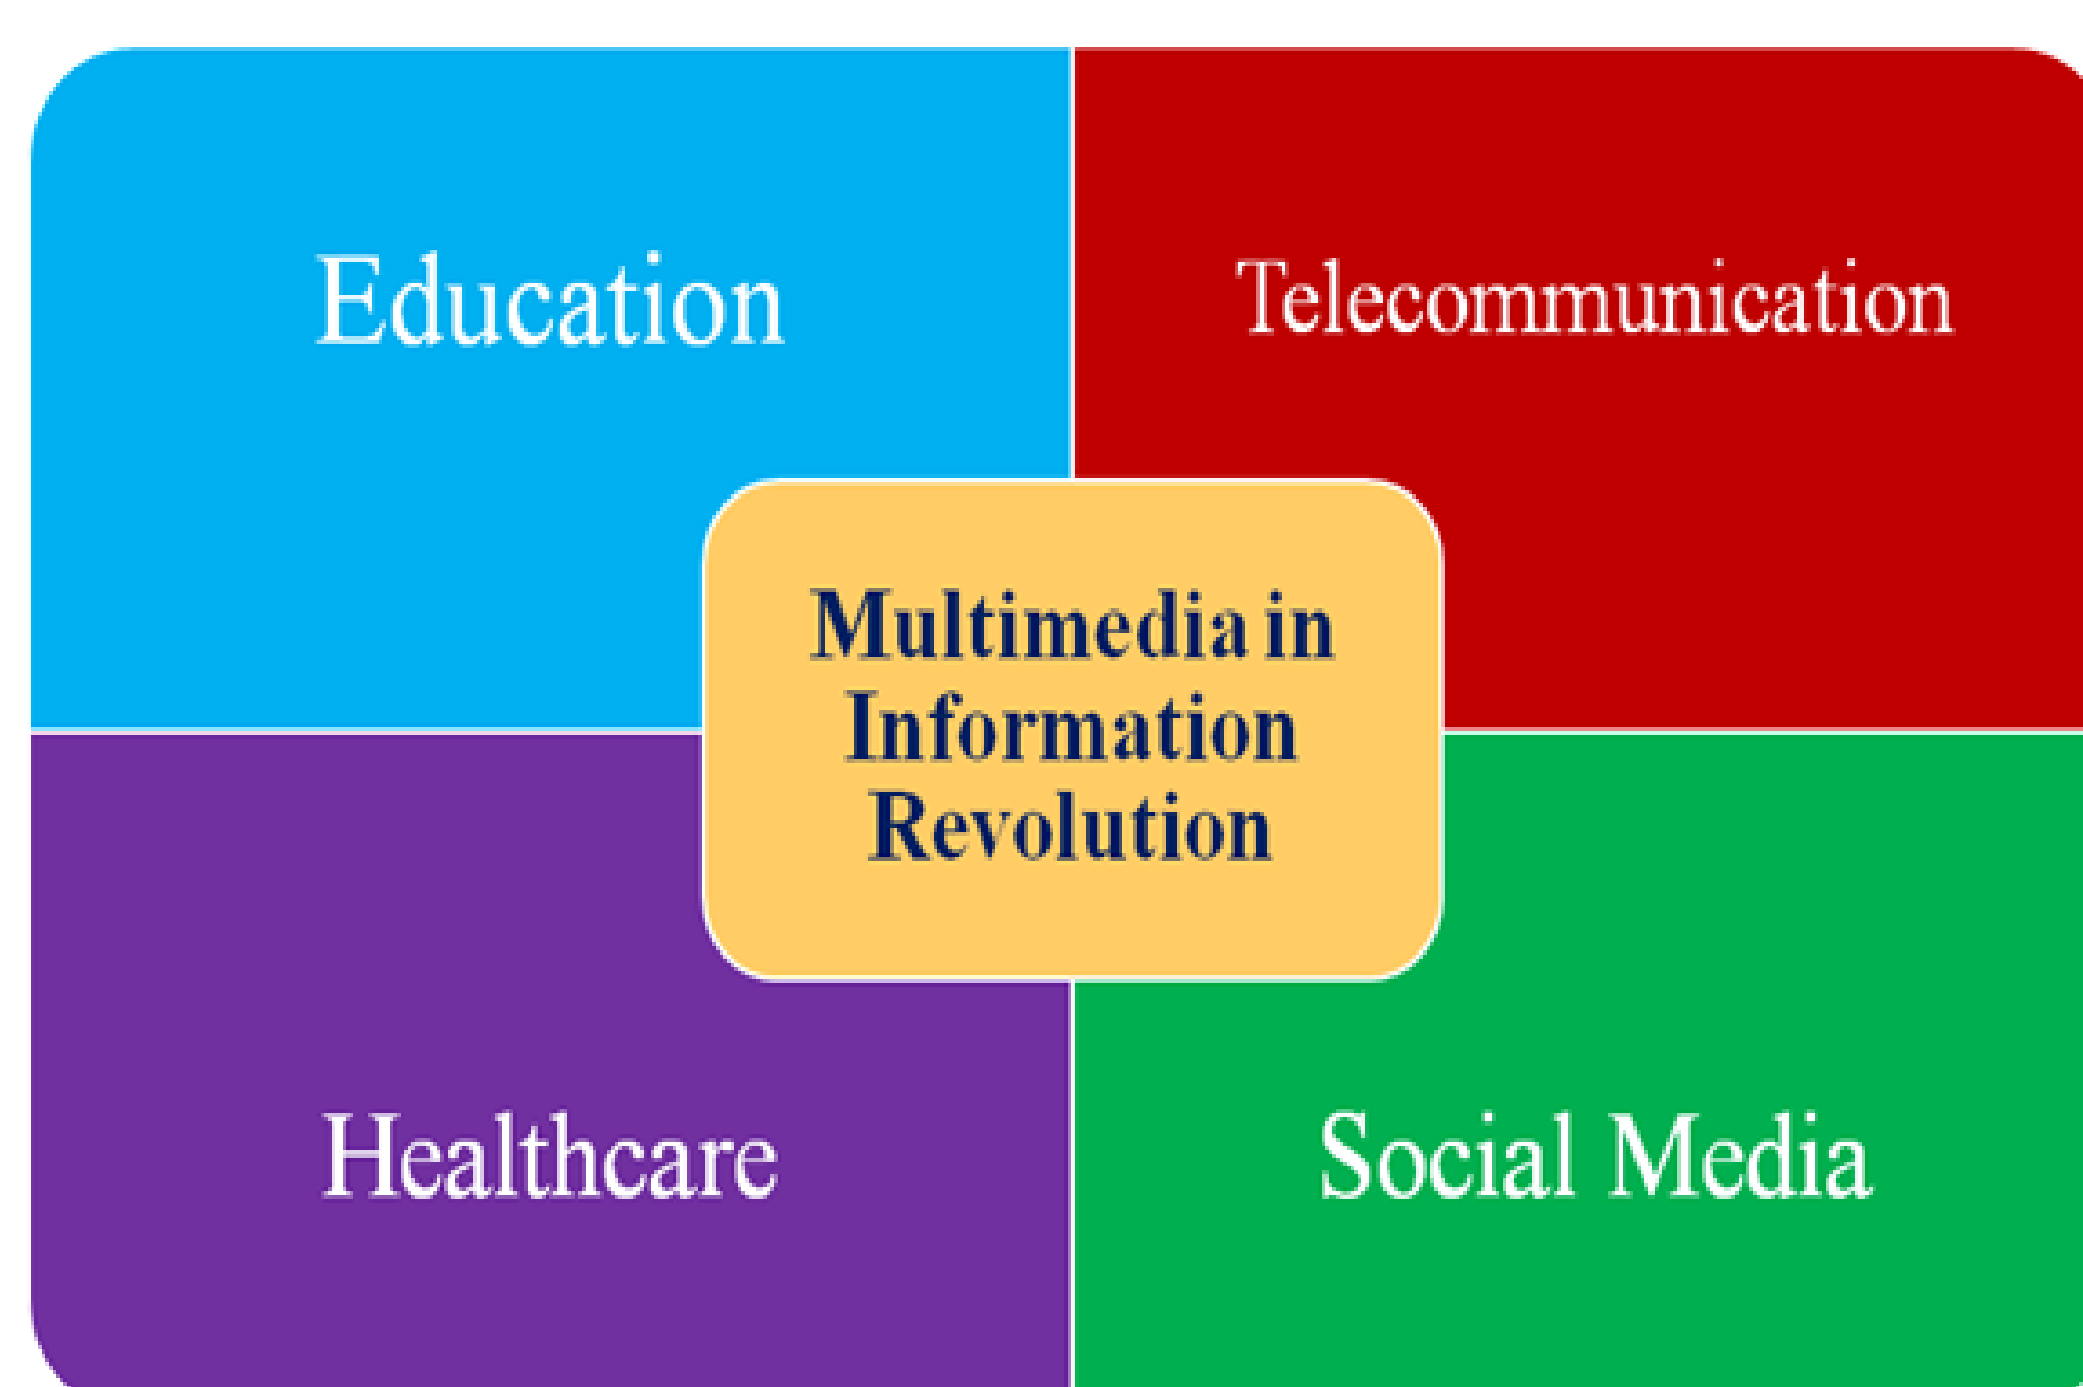 Education
Telecommunication
Multimedia in
Information
Revolution
Healthcare
Social Media